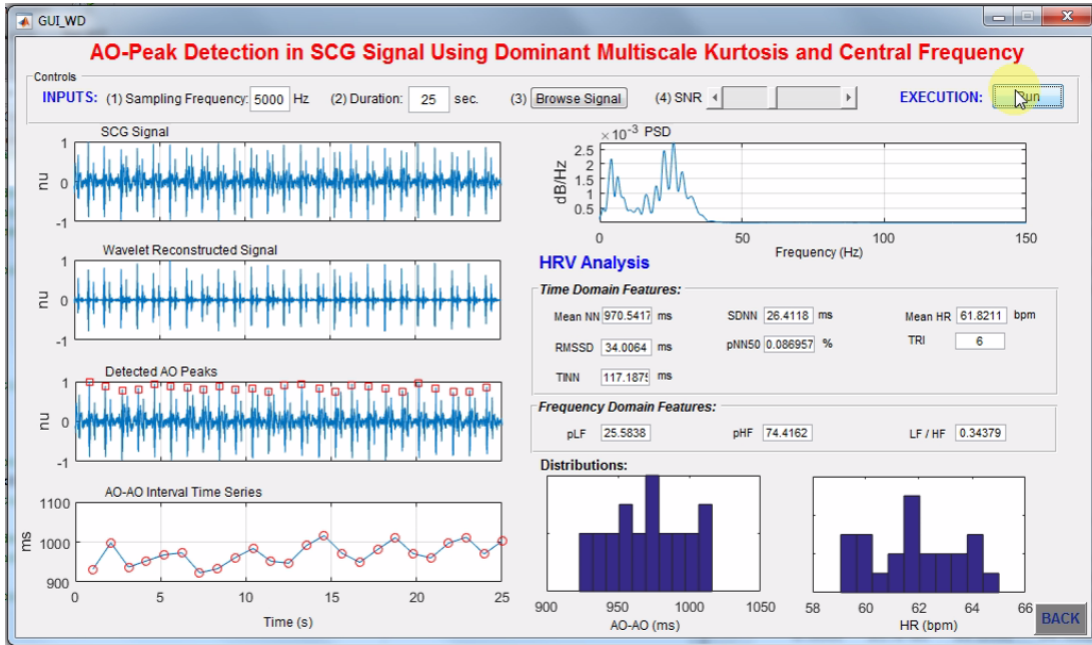 GUI_WD
AO-Peak Detection in SCG Signal Using Dominant Multiscale Kurtosis and Central Frequency
Controls
INPUTS: (1) Sampling Frequency: 5000 Hz (2) Duration: 25 sec. (3) Browse Signal (4) SNR EXECUTION: Run
SCG Signal
1
0
-1
nu
Wavelet Reconstructed Signal
1
0
-1
nu
Detected AO Peaks
1
0
-1
nu
AO-AO Interval Time Series
1100
1000
900
ms
0 5 10 15 20 25
Time (s)
×10⁻³ PSD
2.5
2
1.5
1
0.5
dB/Hz
0 50 100 150
Frequency (Hz)
HRV Analysis
Time Domain Features:
Mean NN 970.5417 ms SDNN 26.4118 ms Mean HR 61.8211 bpm
RMSSD 34.0064 ms pNN50 0.086957 % TRI 6
TINN 117.1875 ms
Frequency Domain Features:
pLF 25.5838 pHF 74.4162 LF / HF 0.34379
Distributions:
900 950 1000 1050
AO-AO (ms)
58 60 62 64 66
HR (bpm)
BACK